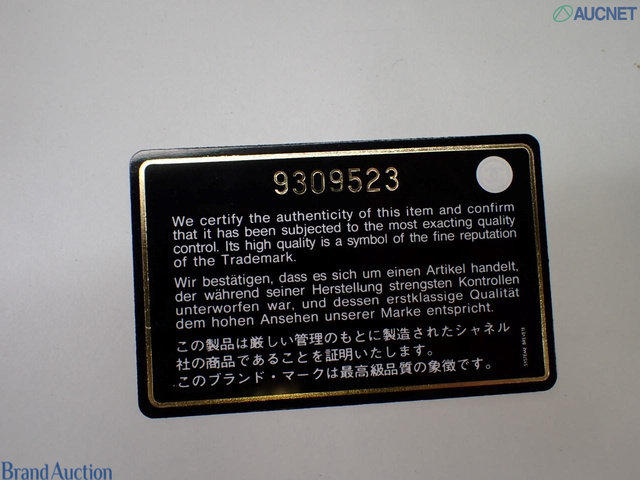 AUCNET
9309523
We certify the authenticity of this item and confirm
that it has been subjected to the most exacting quality
control. Its high quality is a symbol of the fine reputation
of the Trademark.
Wir bestätigen, dass es sich um einen Artikel handelt,
der während seiner Herstellung strengsten Kontrollen
unterworfen war, und dessen erstklassige Qualität
dem hohen Ansehen unserer Marke entspricht.
この製品は厳しい管理のもとに製造されたシャネル
社の商品であることを証明いたします。
このブランド・マークは最高級品質の象徴です。
SYSTEME BREVETE
Brand Auction